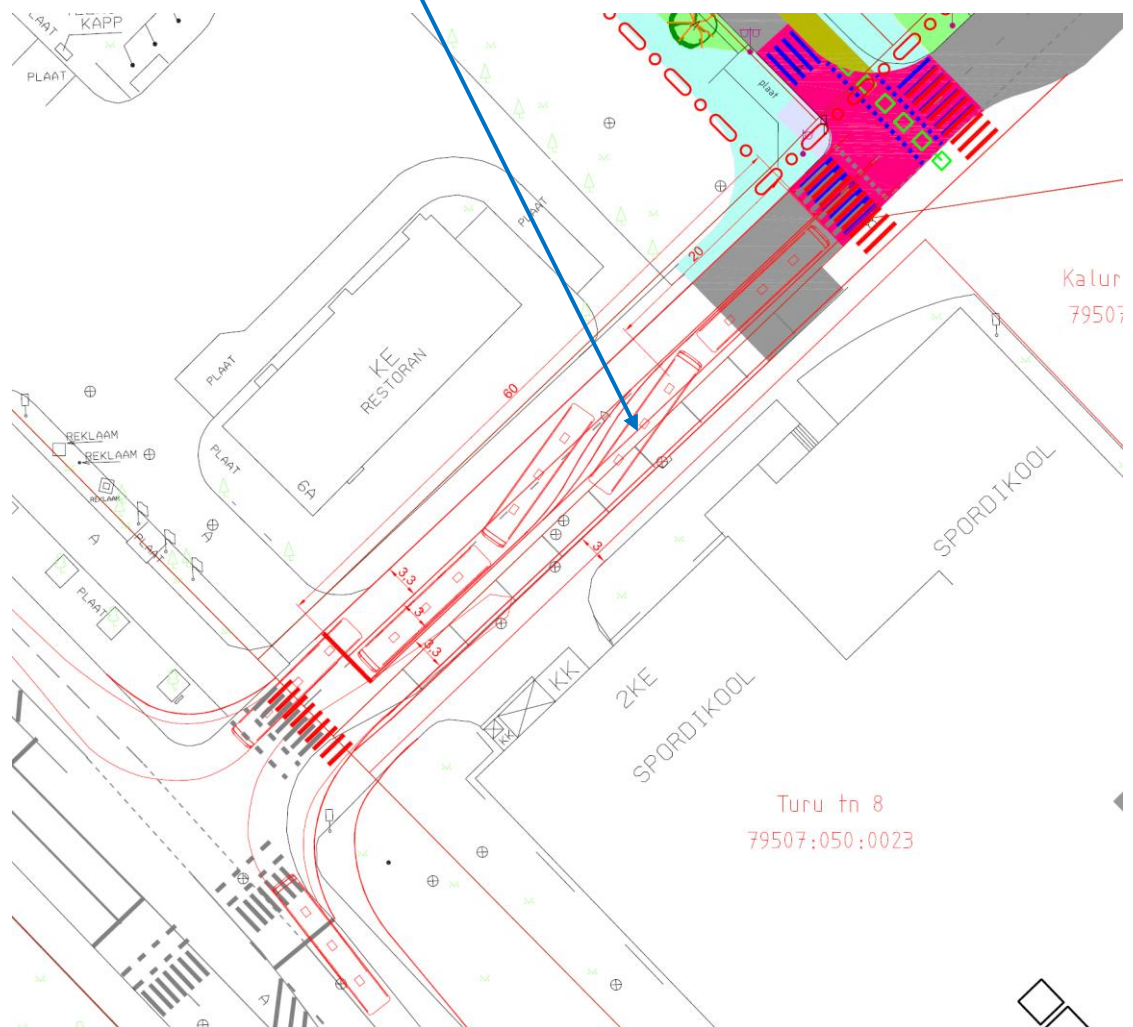 KAPP
PLAAT
plaat
PLAAT
20
Kalur
79507
KE
RESTORAN
PLAAT
60
REKLAAM
REKLAAM
REKLAAM
PLAAT
6A
A
A
PLAAT
PLAAT
3,3
3
3,3
3
SPORDIKOOL
KK
KK
2KE
SPORDIKOOL
Turu tn 8
79507:050:0023
A